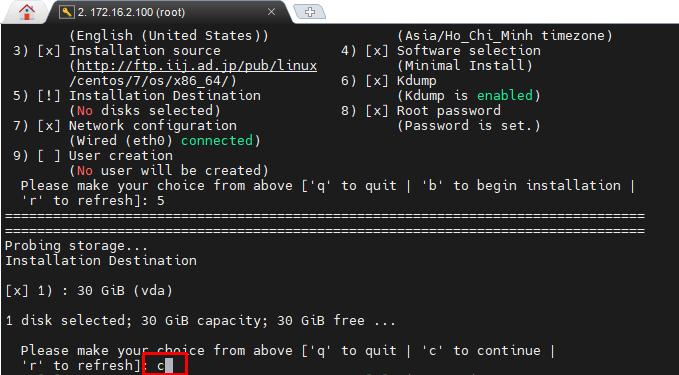 2. 172.16.2.100 (root)
(English (United States)) (Asia/Ho_Chi_Minh timezone)
3) [x] Installation source 4) [x] Software selection
(http://ftp.iij.ad.jp/pub/linux (Minimal Install)
/centos/7/os/x86_64/) 6) [x] Kdump
5) [!] Installation Destination (Kdump is enabled)
(No disks selected) 8) [x] Root password
7) [x] Network configuration (Password is set.)
(Wired (eth0) connected)
9) [ ] User creation
(No user will be created)
Please make your choice from above ['q' to quit | 'b' to begin installation |
'r' to refresh]: 5
================================================================================
================================================================================
Probing storage...
Installation Destination
[x] 1) : 30 GiB (vda)
1 disk selected; 30 GiB capacity; 30 GiB free ...
Please make your choice from above ['q' to quit | 'c' to continue |
'r' to refresh]: c